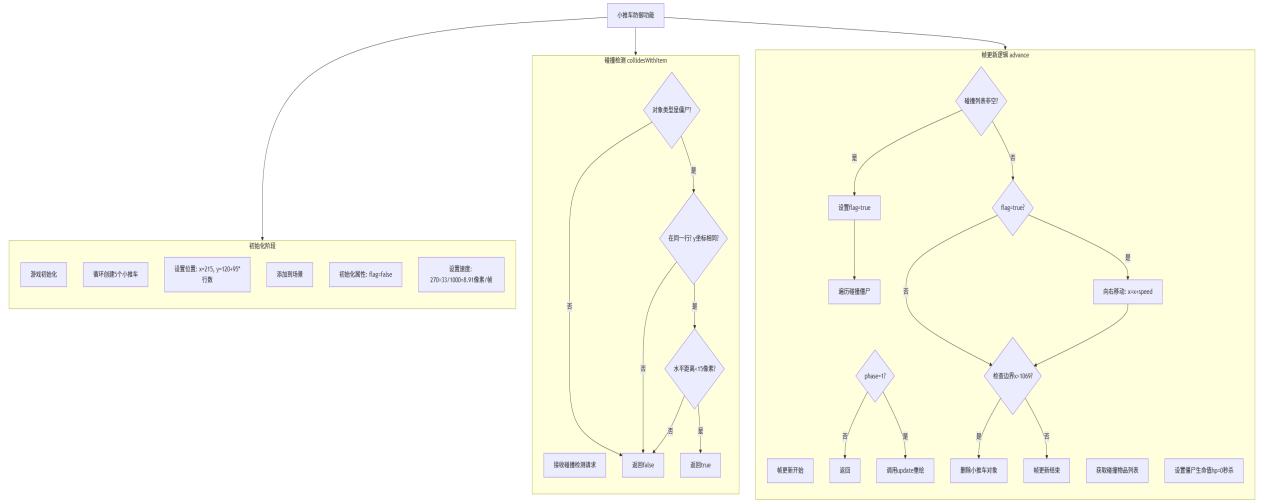 小推车防御功能
碰撞检测 collidesWithItem
帧更新逻辑 advance
对象类型是僵尸?
碰撞列表非空?
是
否
是
否
设置flag=true
flag=true?
在同一行? y坐标相同?
初始化阶段
游戏初始化
循环创建5个小推车
设置位置: x=215, y=120+95*
行数
添加到场景
初始化属性: flag=false
设置速度:
270*33/1000=8.91像素/帧
是
否
是
否
遍历碰撞僵尸
向右移动: x=x+speed
水平距离<15像素?
phase=1?
检查边界x>1069?
否
是
否
是
是
否
接收碰撞检测请求
返回false
返回true
帧更新开始
返回
调用update重绘
删除小推车对象
帧更新结束
获取碰撞物品列表
设置僵尸生命值hp=0秒杀